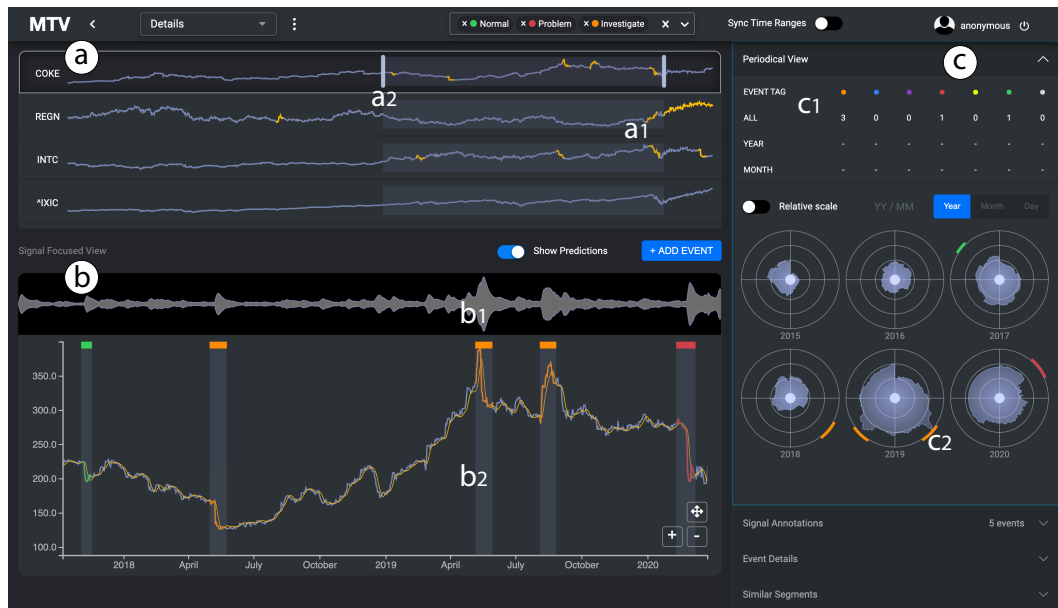 MTV < Details × Normal × Problem × Investigate × Sync Time Ranges anonymous
a
COKE
a2
REGN
a1
INTC
^IXIC
Signal Focused View Show Predictions + ADD EVENT
b
b1
350.0
300.0
250.0
200.0
150.0
100.0
b2
+ -
2018 April July October 2019 April July October 2020
c
Periodical View
EVENT TAG
c1
ALL 3 0 0 1 0 1 0
YEAR - - - - - - -
MONTH - - - - - - -
Relative scale YY / MM Year Month Day
2015 2016 2017
c2
2018 2019 2020
Signal Annotations 5 events
Event Details
Similar Segments